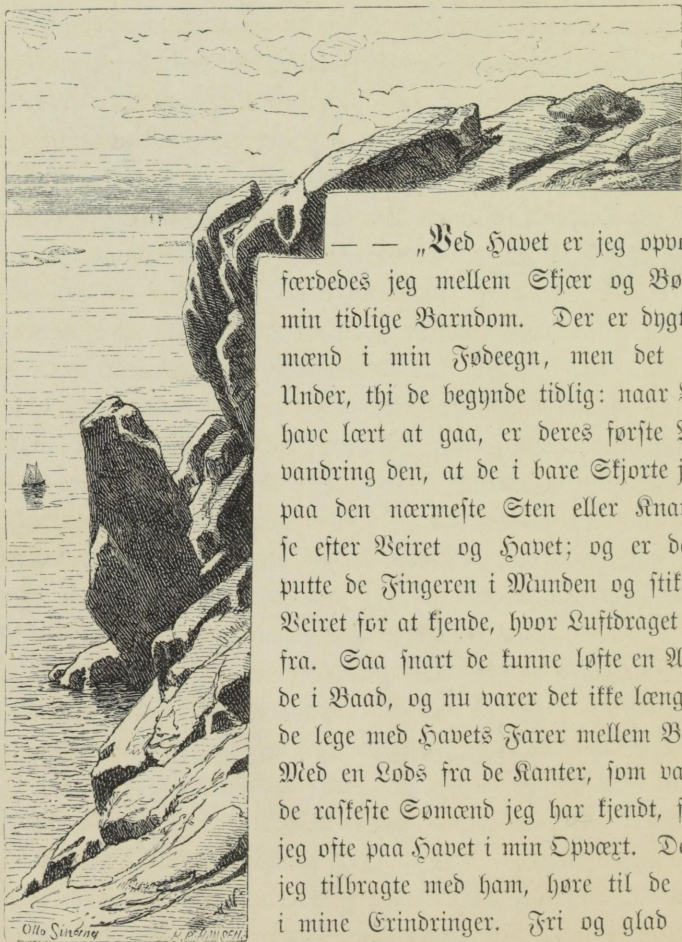 — — „Ved Havet er jeg opvo
færdedes jeg mellem Skjær og Bø
min tidlige Barndom. Der er dygt
mænd i min Fødeegn, men det
Under, thi de begynde tidlig: naar
have lært at gaa, er deres første
vandring den, at de i bare Skjorte j
paa den nærmeste Sten eller Kna
se efter Veiret og Havet; og er de
putte de Fingeren i Munden og stik
Veiret for at kjende, hvor Luftdraget
fra. Saa snart de kunne løfte en A
de i Baad, og nu varer det ikke læng
de lege med Havets Farer mellem B
Med en Lods fra de Kanter, som va
de raskeste Sømænd jeg har kjendt, f
jeg ofte paa Havet i min Opvæxt. De
jeg tilbragte med ham, høre til de
i mine Erindringer. Fri og glad
Otto Sinding